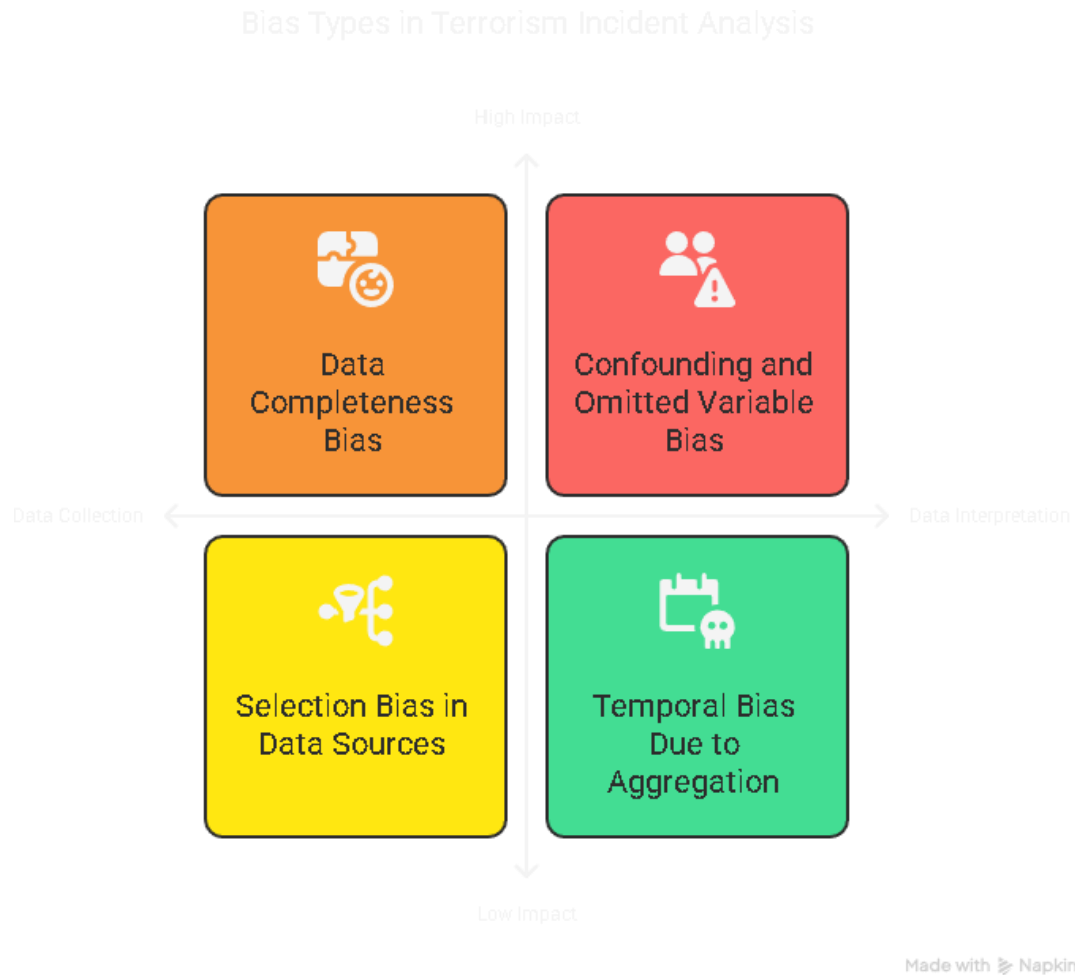 Bias Types in Terrorism Incident Analysis
High Impact
Data
Completeness
Bias
Confounding and
Omitted Variable
Bias
Data Collection
Data Interpretation
Selection Bias in
Data Sources
Temporal Bias
Due to
Aggregation
Low Impact
Made with Napkin